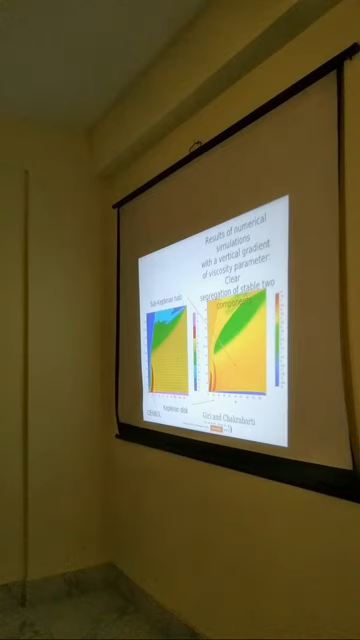 Results of numerical
simulations
with a vertical gradient
of viscosity parameter:
Clear
segregation of stable two
components
Sub-Keplerian halo
Keplerian disk
Giri and Chakrabarti